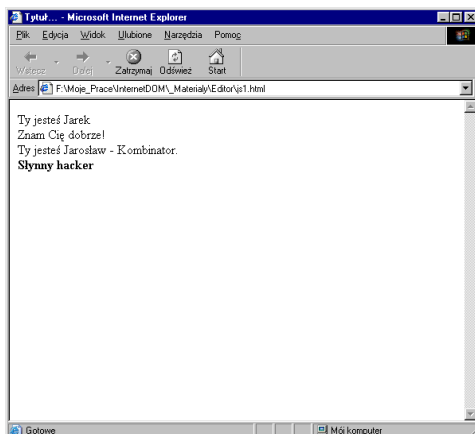 Tytuł... - Microsoft Internet Explorer
Plik Edycja Widok Ulubione Narzędzia Pomoc
Wstecz Dalej Zatrzymaj Odśwież Start
Adres F:\Moje_Prace\InternetDOM\_Materialy\Editor\js1.html
Ty jesteś Jarek
Znam Cię dobrze!
Ty jesteś Jarosław - Kombinator.
Słynny hacker
Gotowe Mój komputer